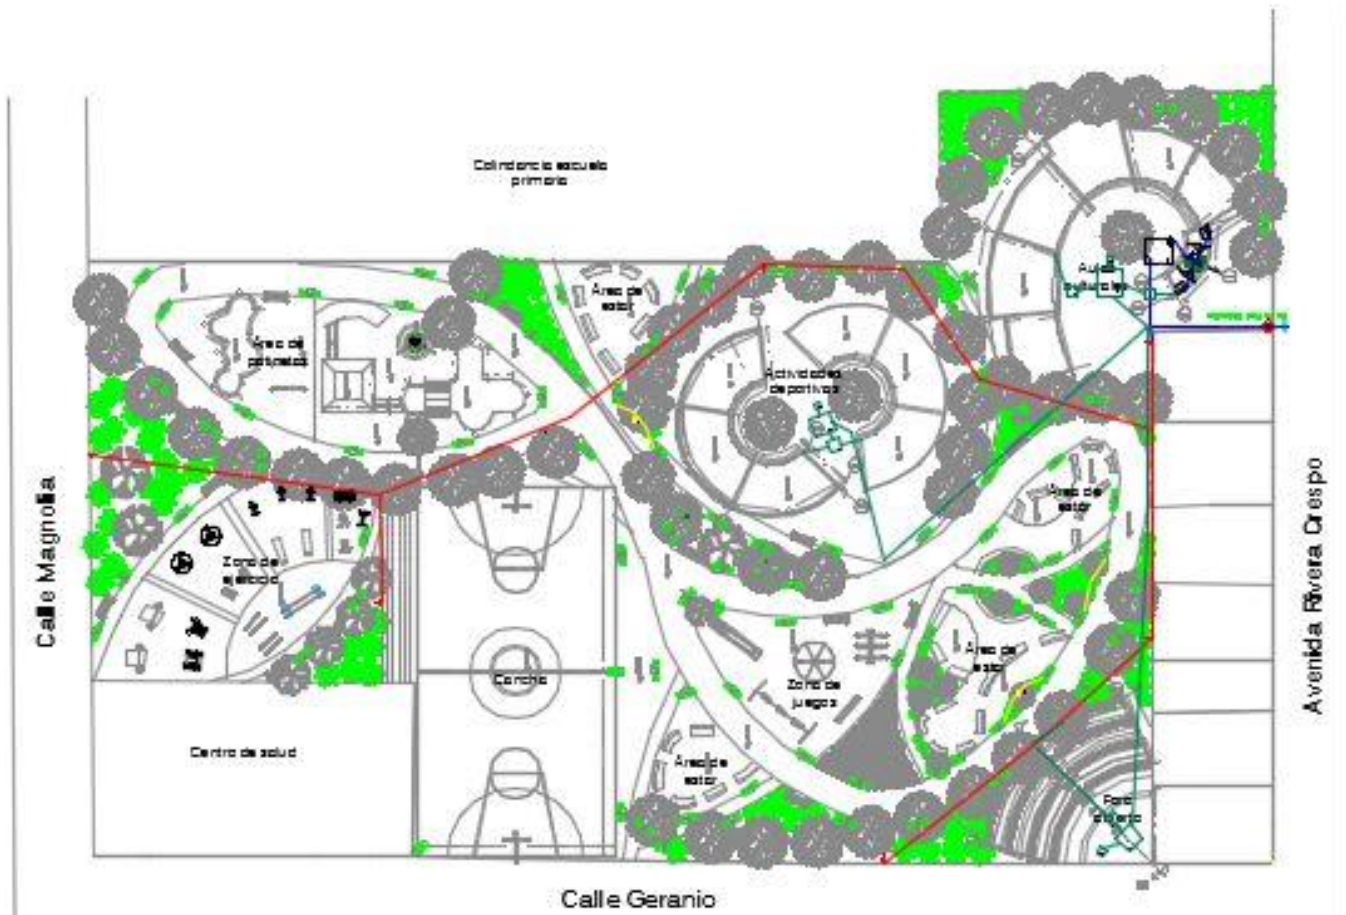 Colindancia escuela
primaria
Aulas
culturales
Área de
estar
Área de
patinetas
Actividades
deportivas
Calle Magnolia
Área de
estar
Avenida Rivera Crespo
Zona de
ejercicio
Área de
estar
Cancha
Zona de
juegos
Centro de salud
Área de
estar
Foro
abierto
Calle Geranio